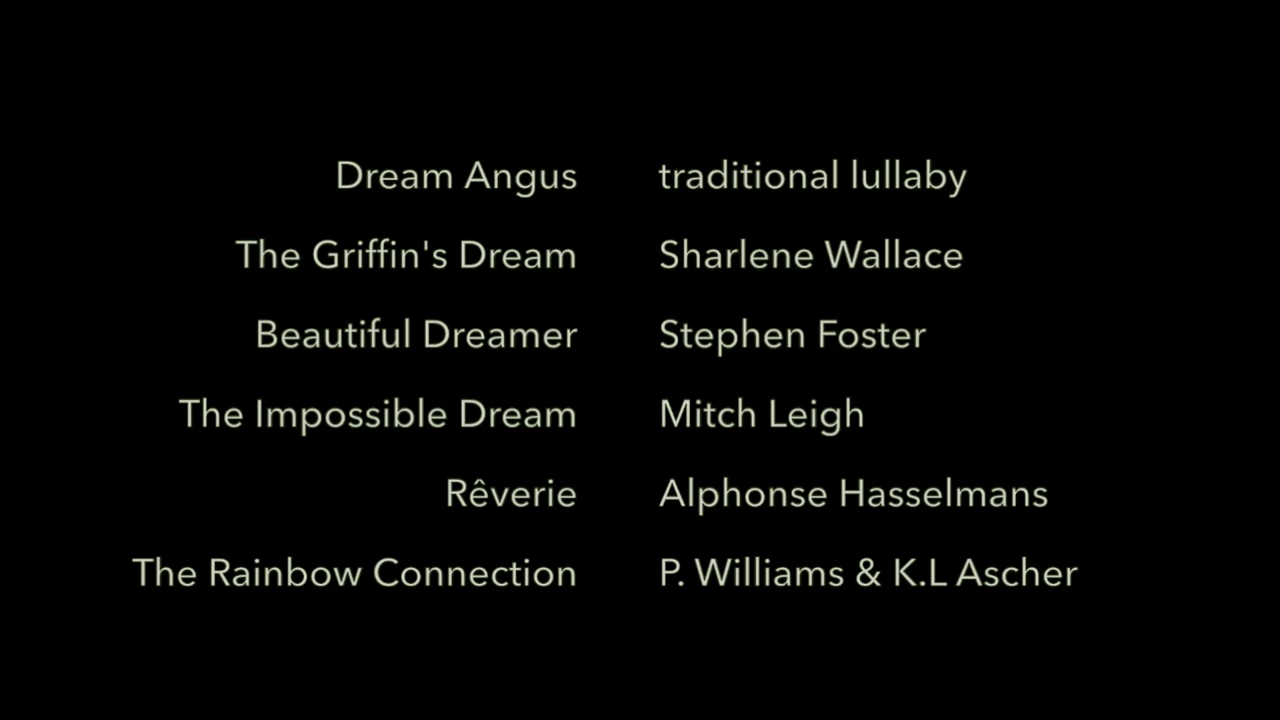 Dream Angus traditional lullaby
The Griffin's Dream Sharlene Wallace
Beautiful Dreamer Stephen Foster
The Impossible Dream Mitch Leigh
Rêverie Alphonse Hasselmans
The Rainbow Connection P. Williams & K.L Ascher